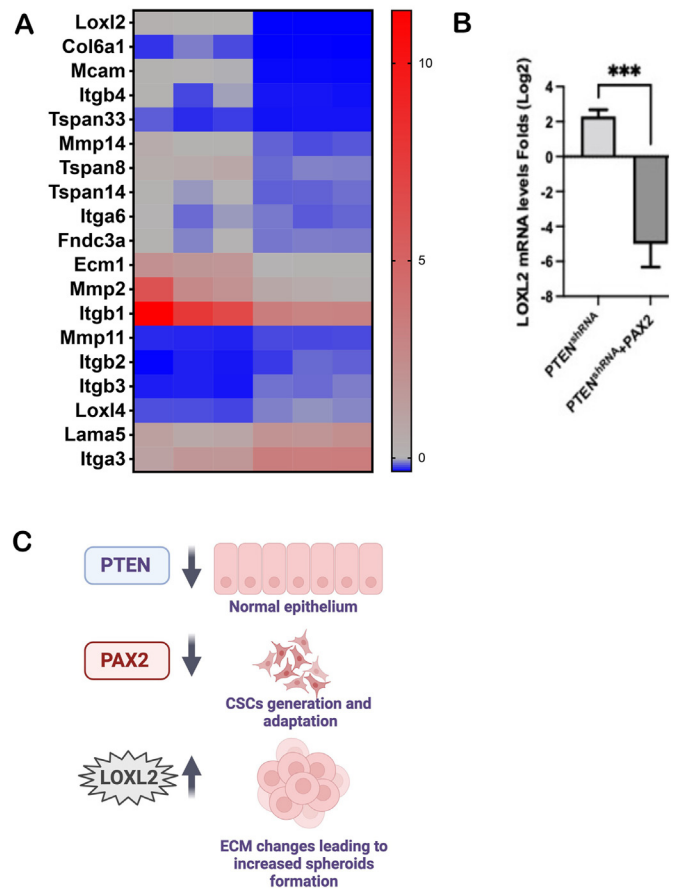 A
Loxl2
Col6a1
Mcam
Itgb4
Tspan33
Mmp14
Tspan8
Tspan14
Itga6
Fndc3a
Ecm1
Mmp2
Itgb1
Mmp11
Itgb2
Itgb3
Loxl4
Lama5
Itga3
10
5
0
B
***
LOXL2 mRNA levels Folds (Log2)
4
2
0
-2
-4
-6
-8
PTENshRNA
PTENshRNA+PAX2
C
PTEN
Normal epithelium
PAX2
CSCs generation and
adaptation
LOXL2
ECM changes leading to
increased spheroids
formation